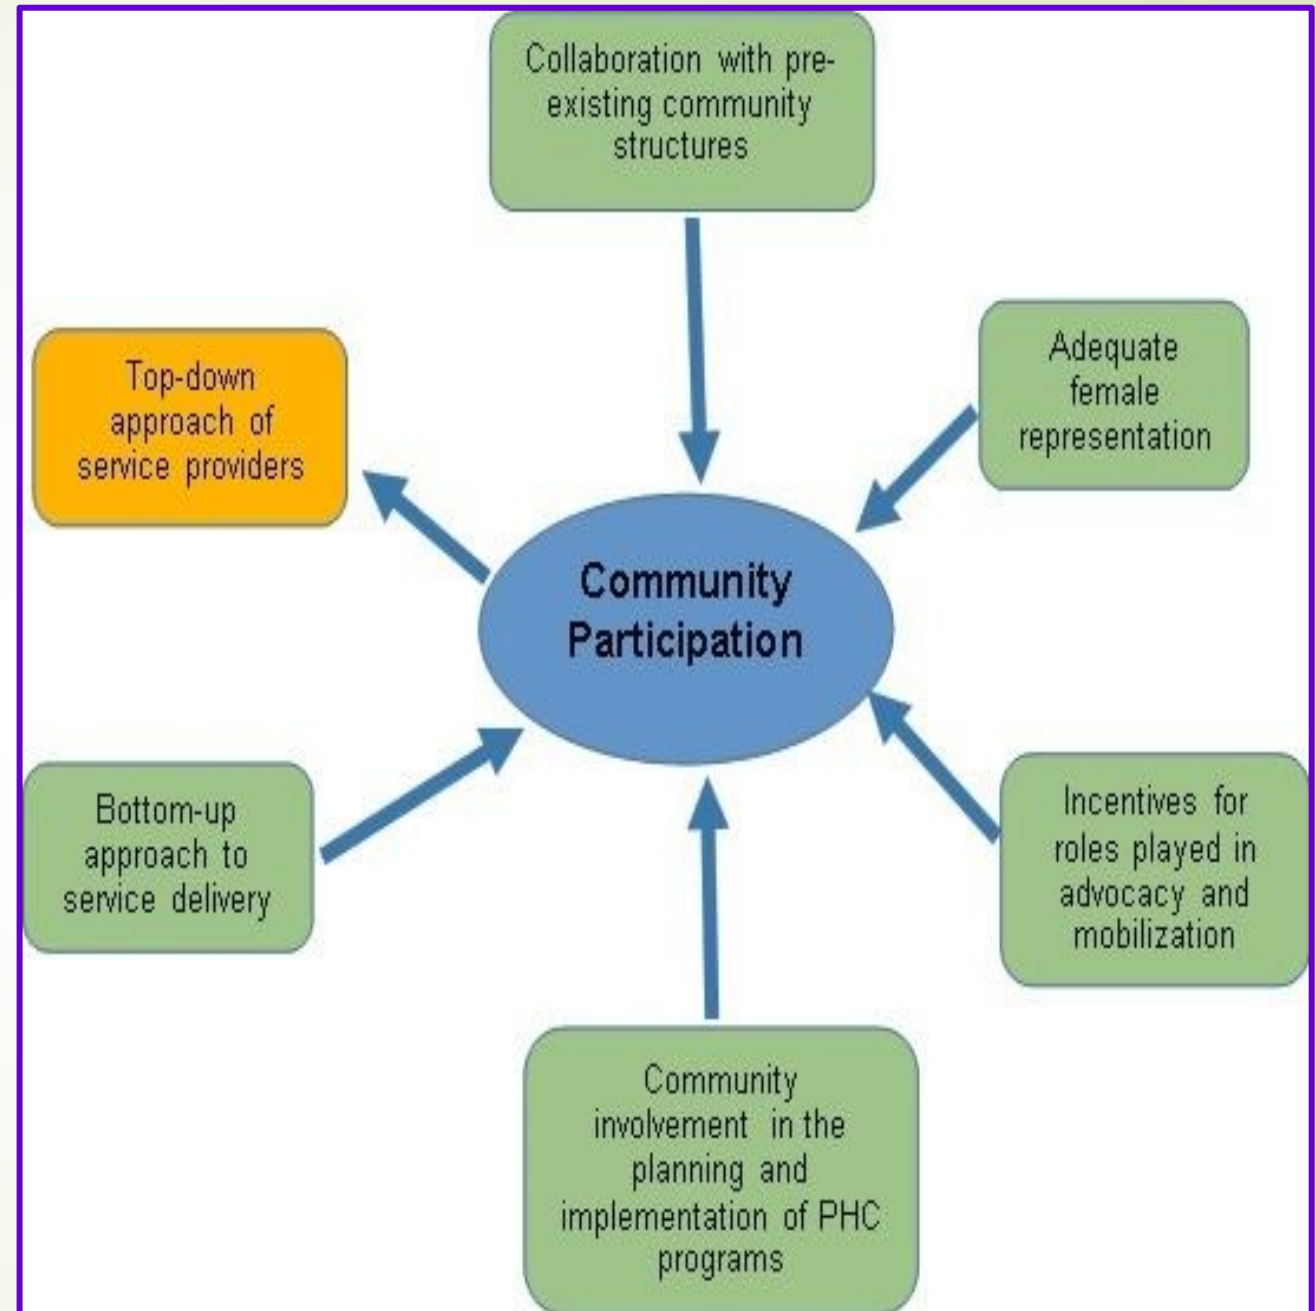 Collaboration with pre-
existing community
structures
Adequate
female
representation
Top-down
approach of
service providers
Community
Participation
Bottom-up
approach to
service delivery
Incentives for
roles played in
advocacy and
mobilization
Community
involvement in the
planning and
implementation of PHC
programs